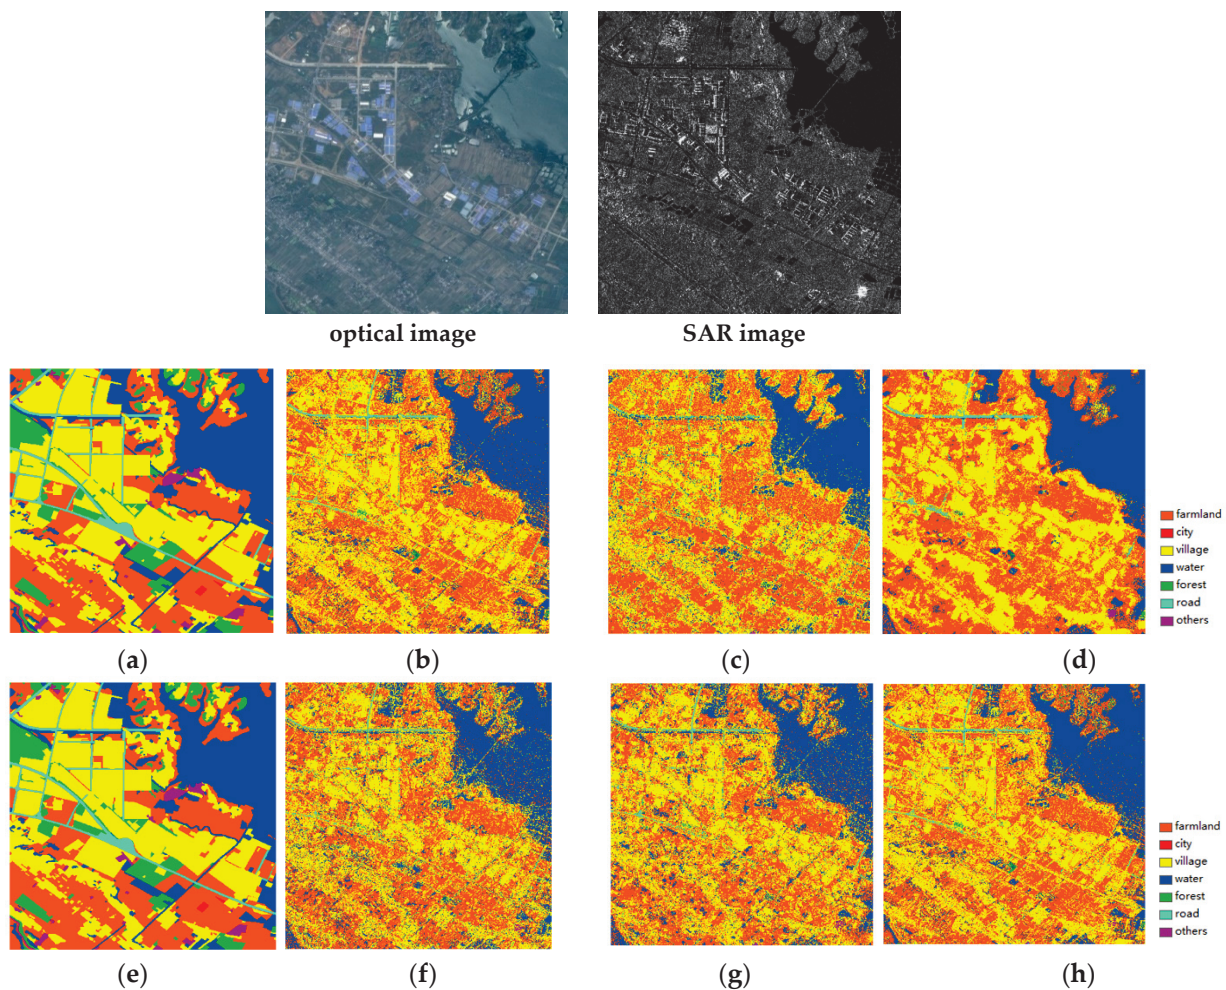 optical image
SAR image
farmland
city
village
water
forest
road
others
(a)
(b)
(c)
(d)
farmland
city
village
water
forest
road
others
(e)
(f)
(g)
(h)